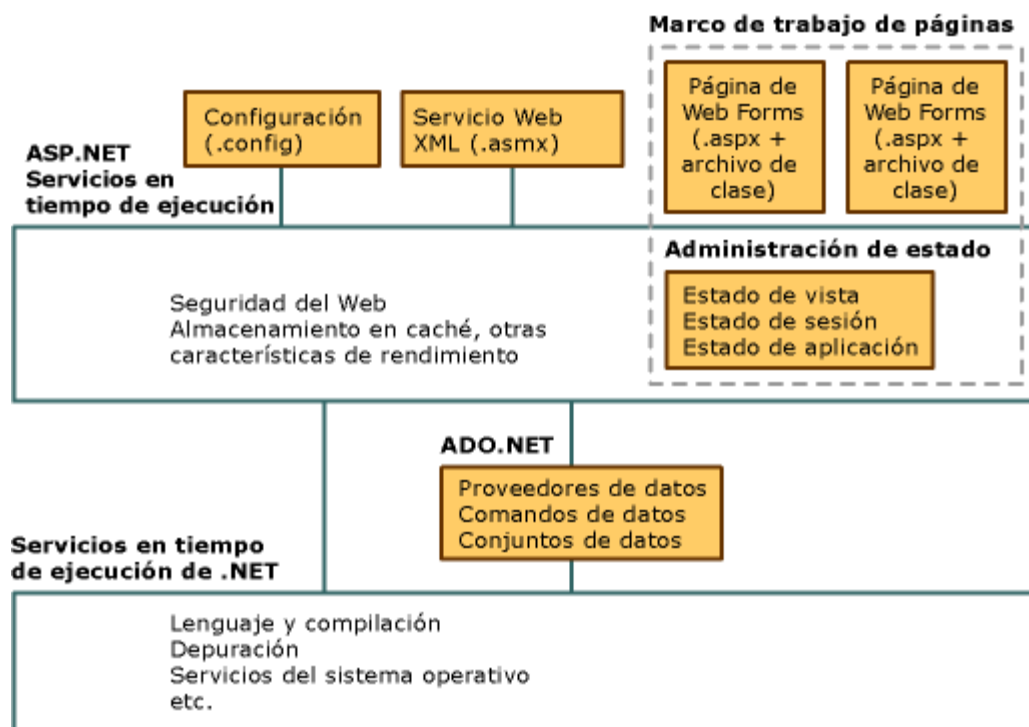 Marco de trabajo de páginas
Configuración
(.config)
Servicio Web
XML (.asmx)
Página de
Web Forms
(.aspx +
archivo de
clase)
Página de
Web Forms
(.aspx +
archivo de
clase)
ASP.NET
Servicios en
tiempo de ejecución
Administración de estado
Estado de vista
Estado de sesión
Estado de aplicación
Seguridad del Web
Almacenamiento en caché, otras
características de rendimiento
ADO.NET
Proveedores de datos
Comandos de datos
Conjuntos de datos
Servicios en tiempo
de ejecución de .NET
Lenguaje y compilación
Depuración
Servicios del sistema operativo
etc.